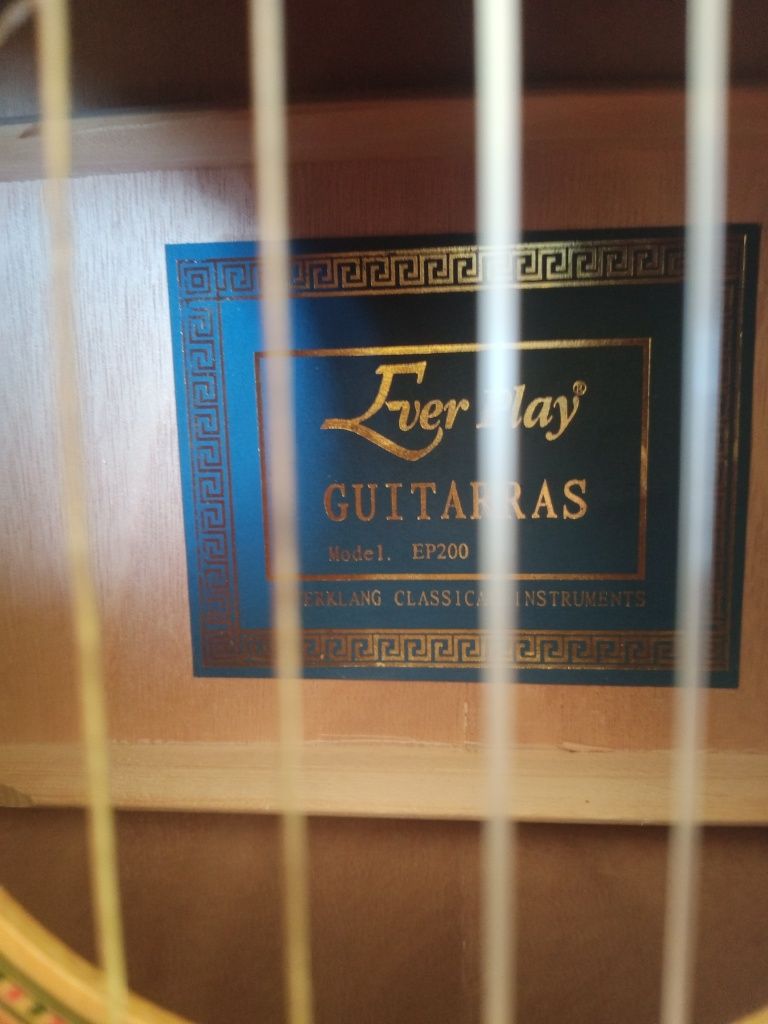 Ever Play®
GUITARRAS
Model. EP200
CLASSICAL INSTRUMENTS